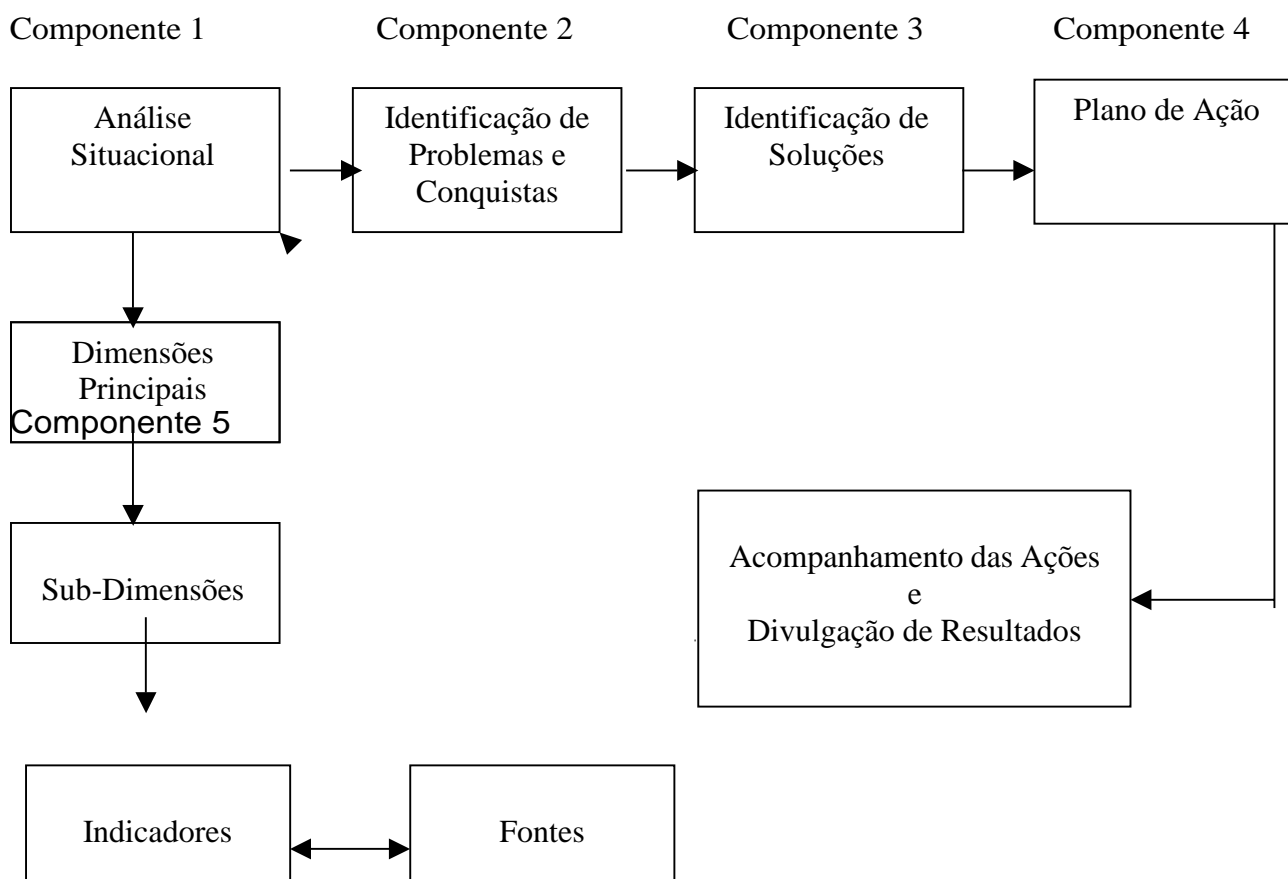 Componente 1
Componente 2
Componente 3
Componente 4
Análise
Situacional
Identificação de
Problemas e
Conquistas
Identificação de
Soluções
Plano de Ação
Dimensões
Principais
Componente 5
Sub-Dimensões
Acompanhamento das Ações
e
Divulgação de Resultados
Indicadores
Fontes